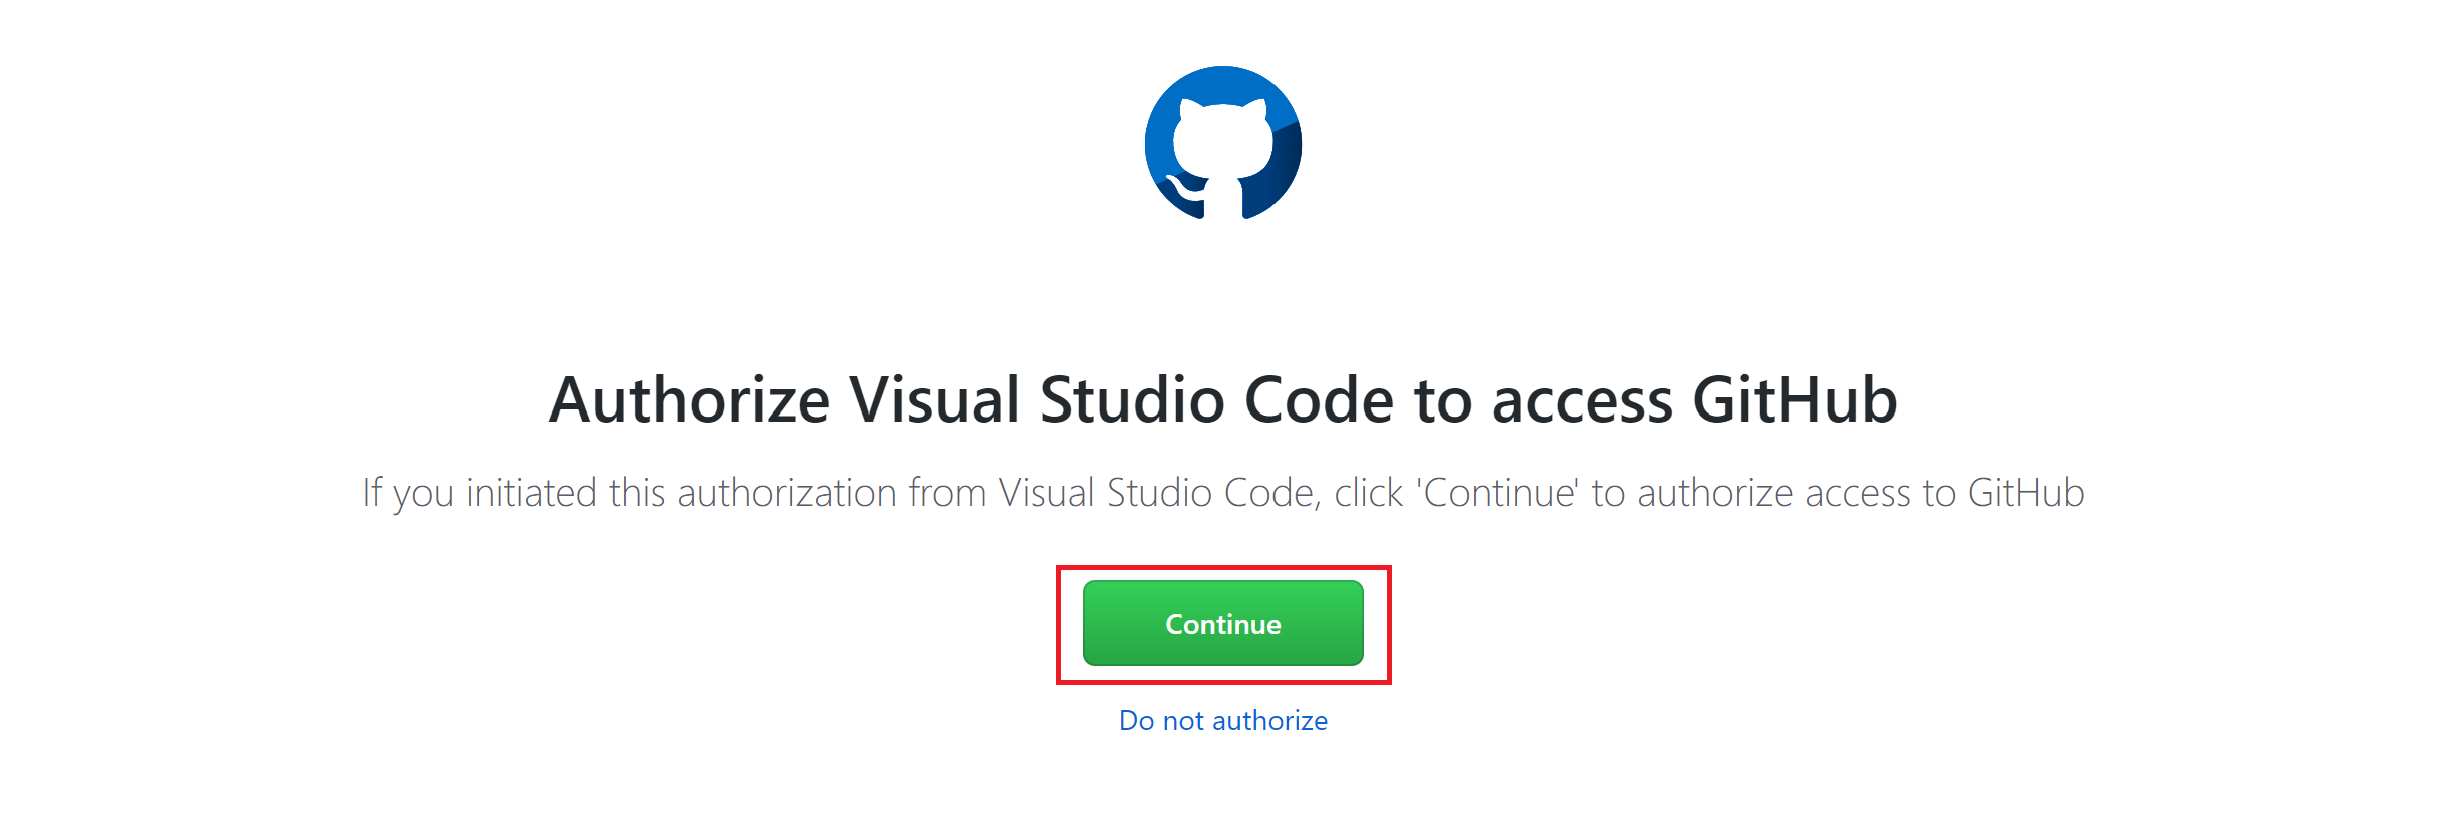 Authorize Visual Studio Code to access GitHub
If you initiated this authorization from Visual Studio Code, click 'Continue' to authorize access to GitHub
Continue
Do not authorize